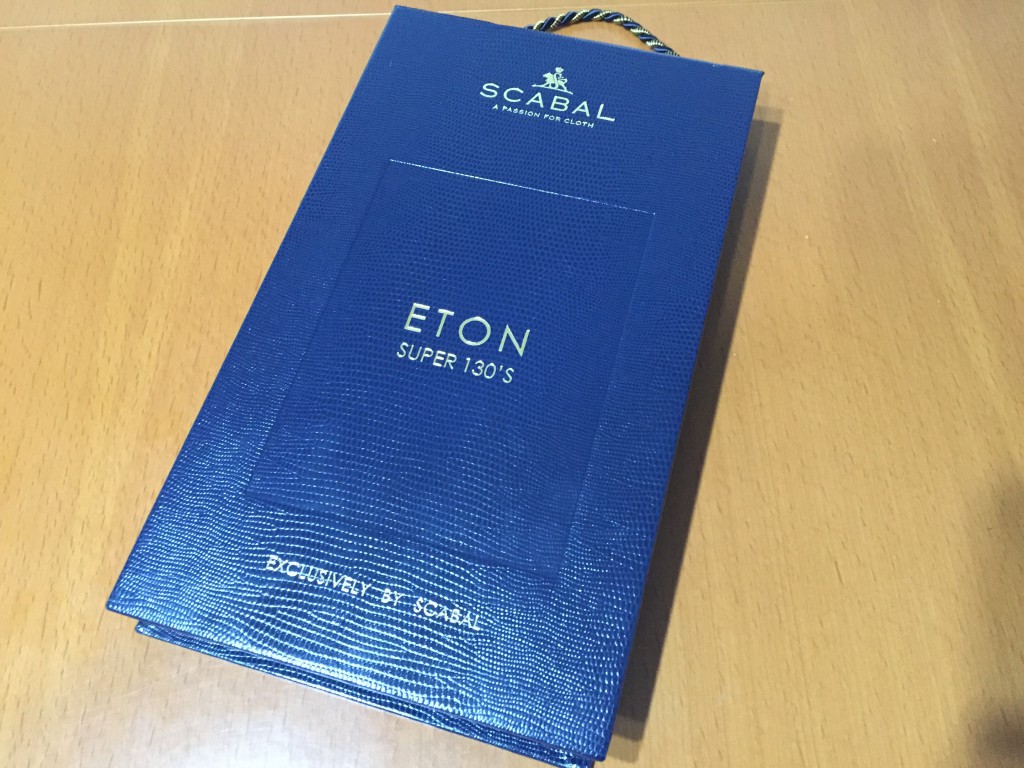 SCABAL
A PASSION FOR CLOTH
ETON
SUPER 130'S
EXCLUSIVELY BY SCABAL